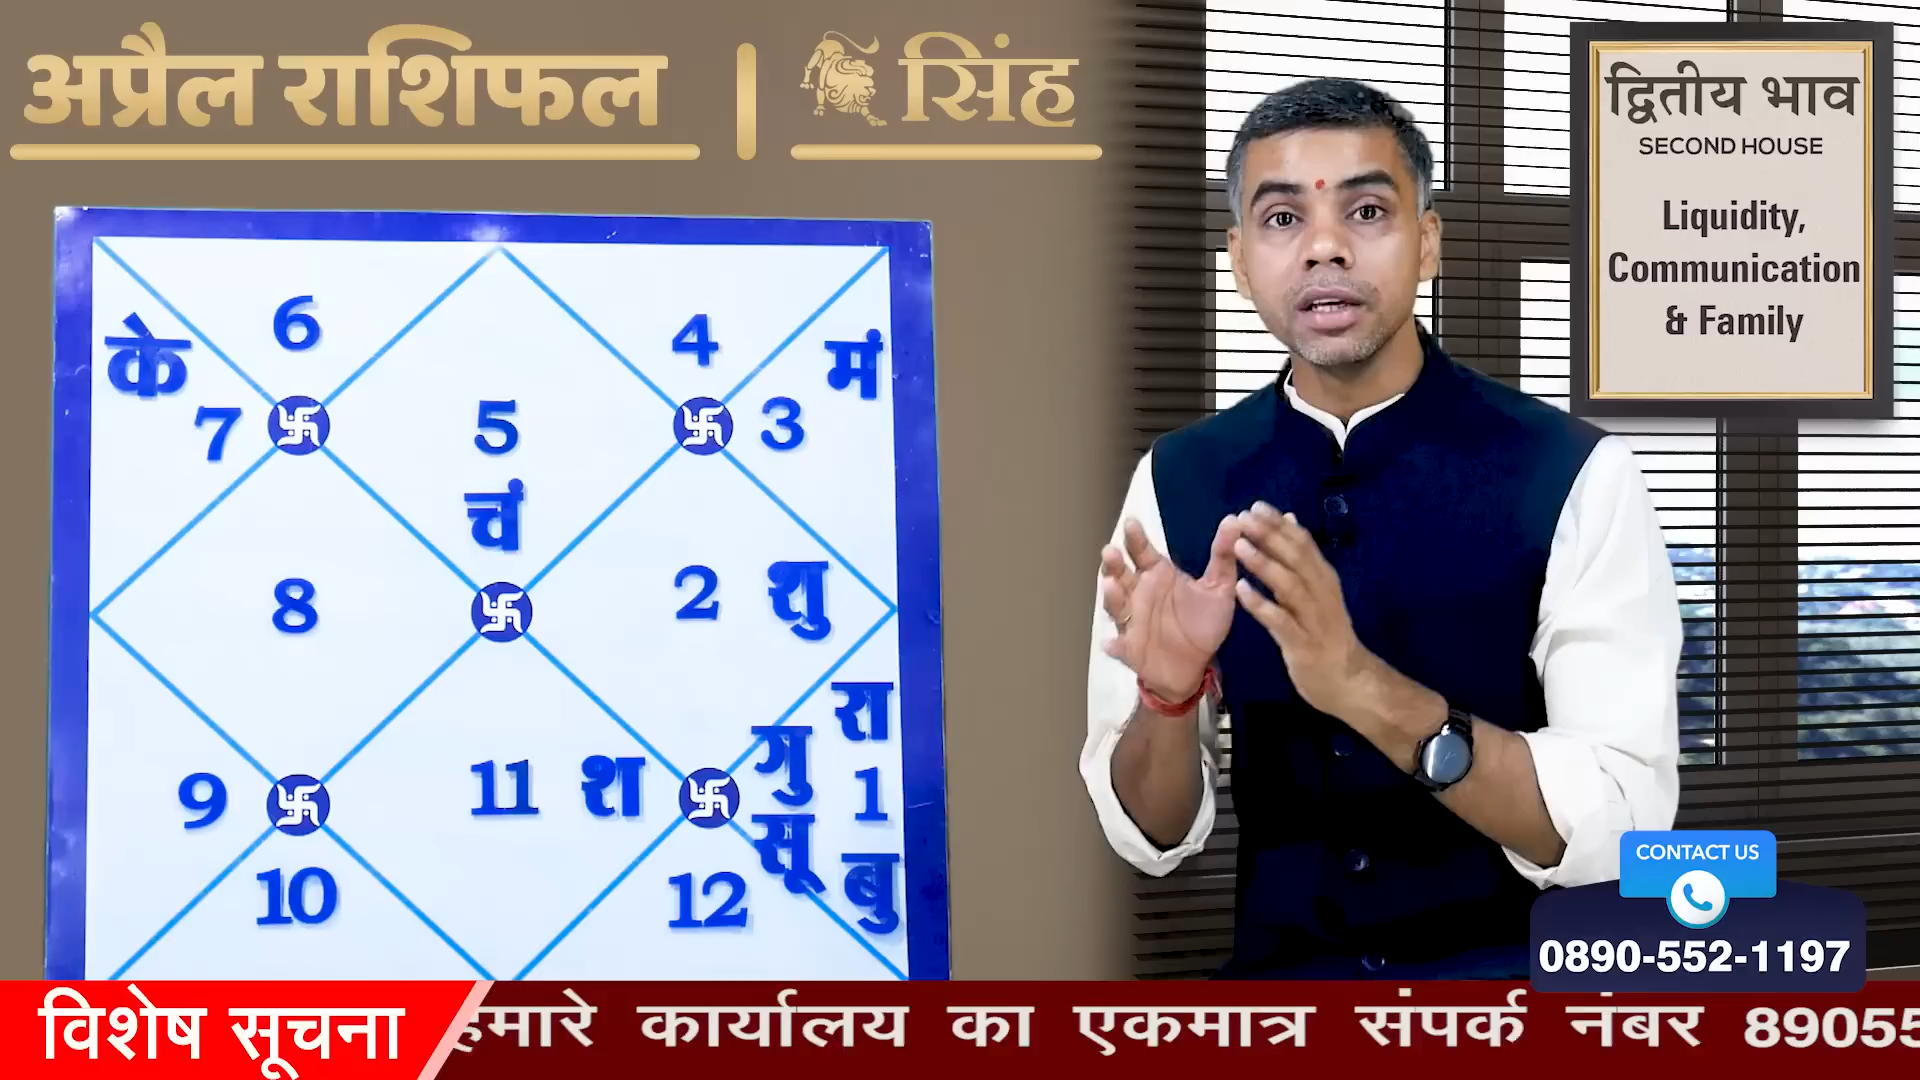 अप्रैल राशिफल | सिंह
द्वितीय भाव
SECOND HOUSE
Liquidity,
Communication
& Family
6 4
के मं
7 5 3
चं
8 2 शु
रा
गु
9 11 श 1
सू
10 12 बु
CONTACT US
0890-552-1197
विशेष सूचना
हमारे कार्यालय का एकमात्र संपर्क नंबर 89055